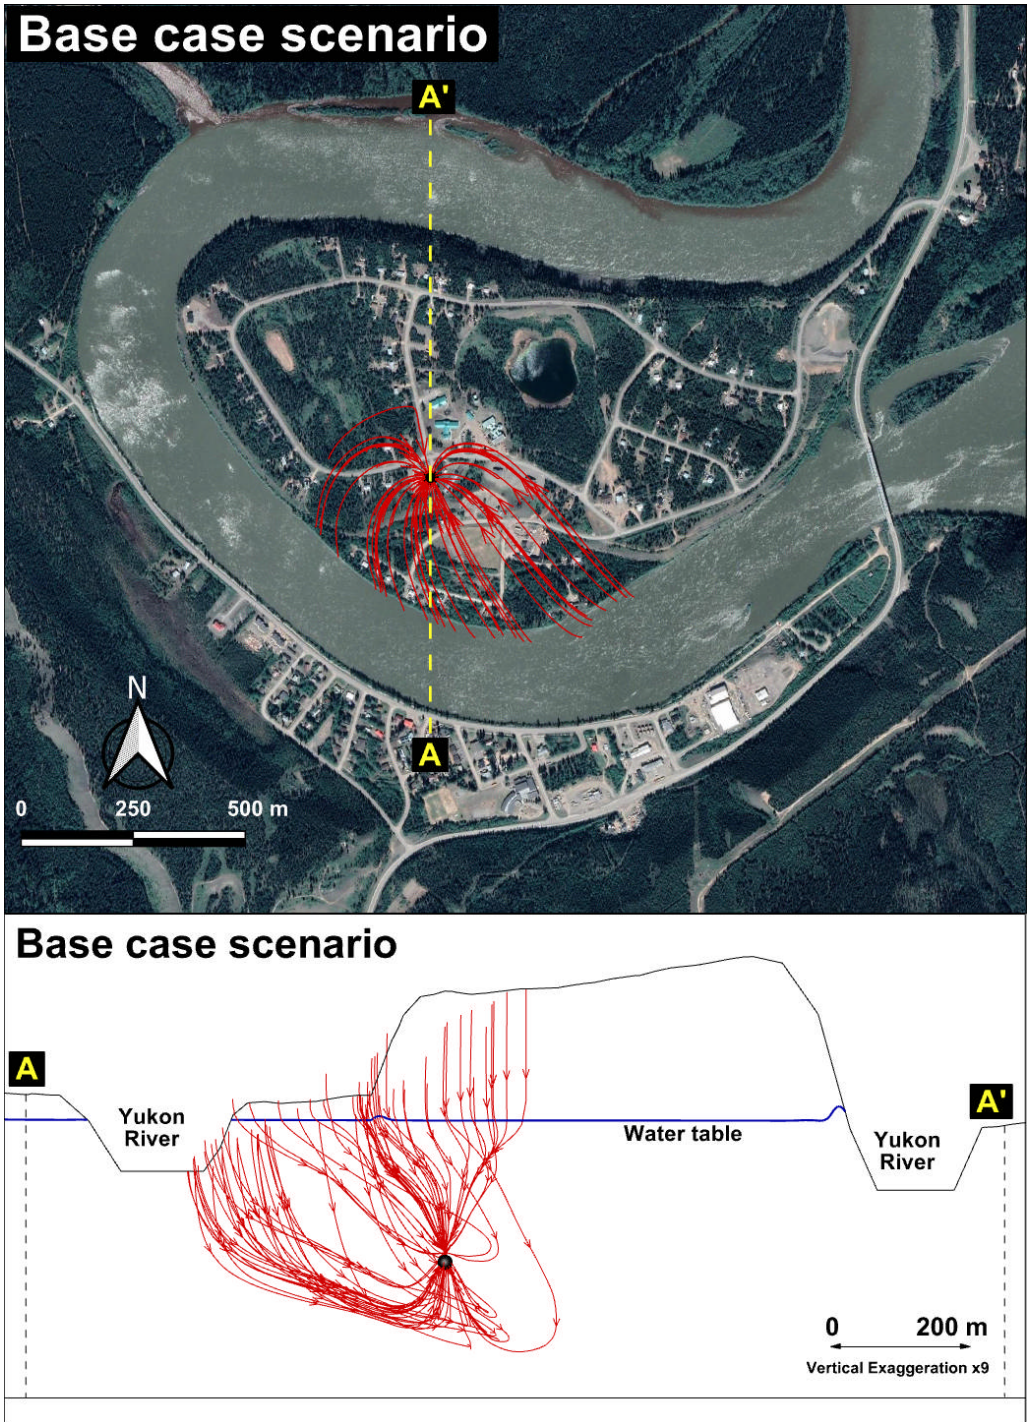 Base case scenario
A'
N
A
0 250 500 m
Base case scenario
A
Yukon
River
A'
Water table
Yukon
River
0 200 m
Vertical Exaggeration x9